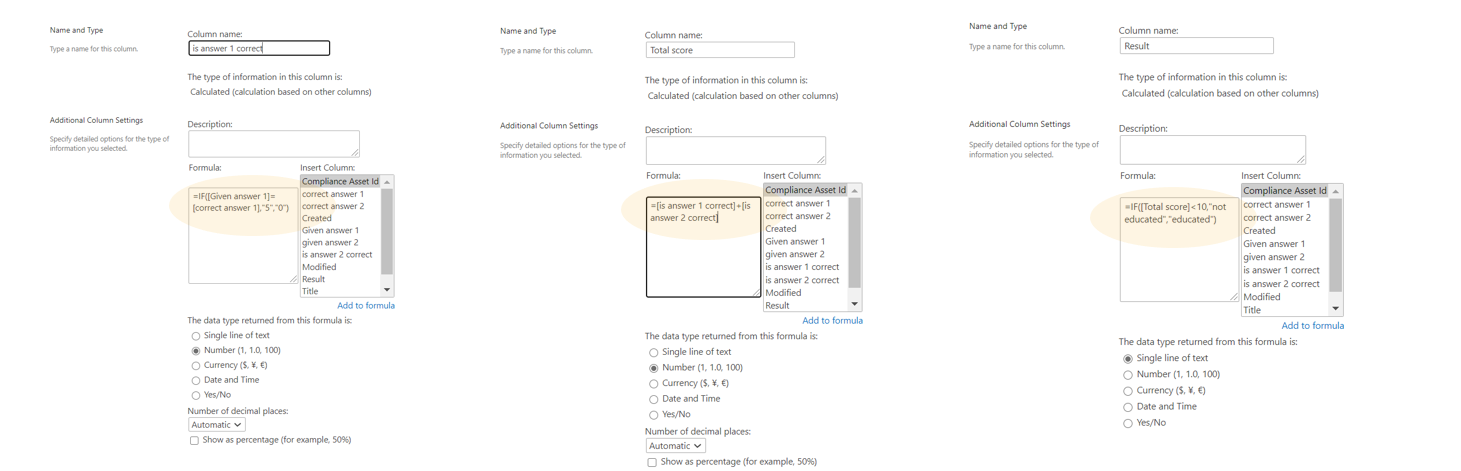 Name and Type
Type a name for this column.
Column name:
is answer 1 correct
The type of information in this column is:
Calculated (calculation based on other columns)
Additional Column Settings
Specify detailed options for the type of
information you selected.
Description:
Formula:
=IF([Given answer 1]=
[correct answer 1],"5","0")
Insert Column:
Compliance Asset Id
correct answer 1
correct answer 2
Created
Given answer 1
given answer 2
is answer 2 correct
Modified
Result
Title
Add to formula
The data type returned from this formula is:
Single line of text
Number (1, 1.0, 100)
Currency ($, ¥, €)
Date and Time
Yes/No
Number of decimal places:
Automatic
Show as percentage (for example, 50%)
Name and Type
Type a name for this column.
Column name:
Total score
The type of information in this column is:
Calculated (calculation based on other columns)
Additional Column Settings
Specify detailed options for the type of
information you selected.
Description:
Formula:
=[is answer 1 correct]+[is
answer 2 correct]
Insert Column:
Compliance Asset Id
correct answer 1
correct answer 2
Created
Given answer 1
given answer 2
is answer 1 correct
is answer 2 correct
Modified
Result
Add to formula
The data type returned from this formula is:
Single line of text
Number (1, 1.0, 100)
Currency ($, ¥, €)
Date and Time
Yes/No
Number of decimal places:
Automatic
Show as percentage (for example, 50%)
Name and Type
Type a name for this column.
Column name:
Result
The type of information in this column is:
Calculated (calculation based on other columns)
Additional Column Settings
Specify detailed options for the type of
information you selected.
Description:
Formula:
=IF([Total score]<10,"not
educated","educated")
Insert Column:
Compliance Asset Id
correct answer 1
correct answer 2
Created
Given answer 1
given answer 2
is answer 1 correct
is answer 2 correct
Modified
Title
Add to formula
The data type returned from this formula is:
Single line of text
Number (1, 1.0, 100)
Currency ($, ¥, €)
Date and Time
Yes/No